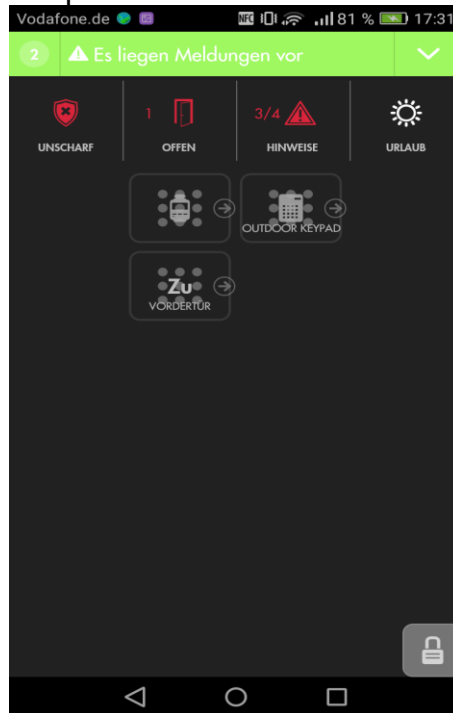 Vodafone.de NFC 81 % 17:31
2 Es liegen Meldungen vor
1 3/4
UNSCHARF OFFEN HINWEISE URLAUB
OUTDOOR KEYPAD
Zu
VORDERTÜR